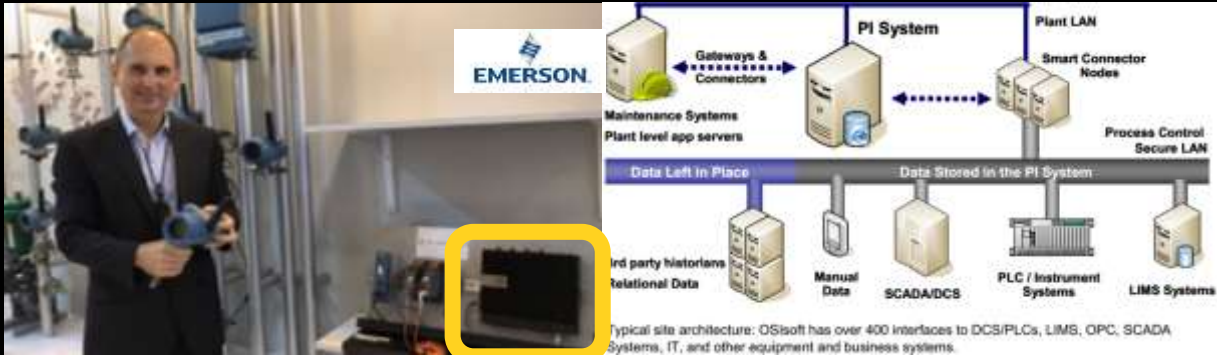 EMERSON
Plant LAN
PI System
Gateways &
Connectors
Smart Connector
Nodes
Maintenance Systems
Plant level app servers
Process Control
Secure LAN
Data Left in Place
Data Stored in the PI System
3rd party historians
Relational Data
Manual
Data
SCADA/DCS
PLC / Instrument
Systems
LIMS Systems
Typical site architecture: OSIsoft has over 400 interfaces to DCS/PLCs, LIMS, OPC, SCADA
Systems, IT, and other equipment and business systems.